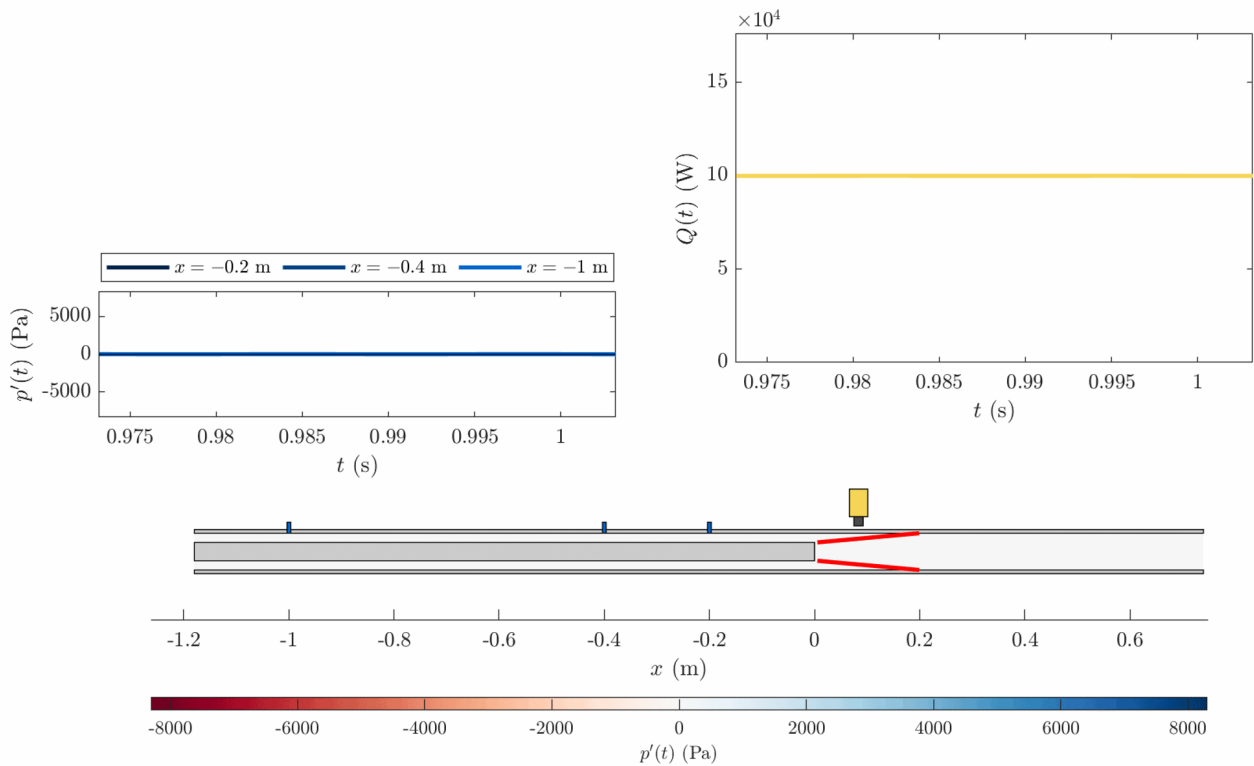 ×10⁴
15
10
5
0
Q(t) (W)
0.975 0.98 0.985 0.99 0.995 1
t (s)
x = −0.2 m x = −0.4 m x = −1 m
5000
0
-5000
p′(t) (Pa)
0.975 0.98 0.985 0.99 0.995 1
t (s)
-1.2 -1 -0.8 -0.6 -0.4 -0.2 0 0.2 0.4 0.6
x (m)
-8000 -6000 -4000 -2000 0 2000 4000 6000 8000
p′(t) (Pa)